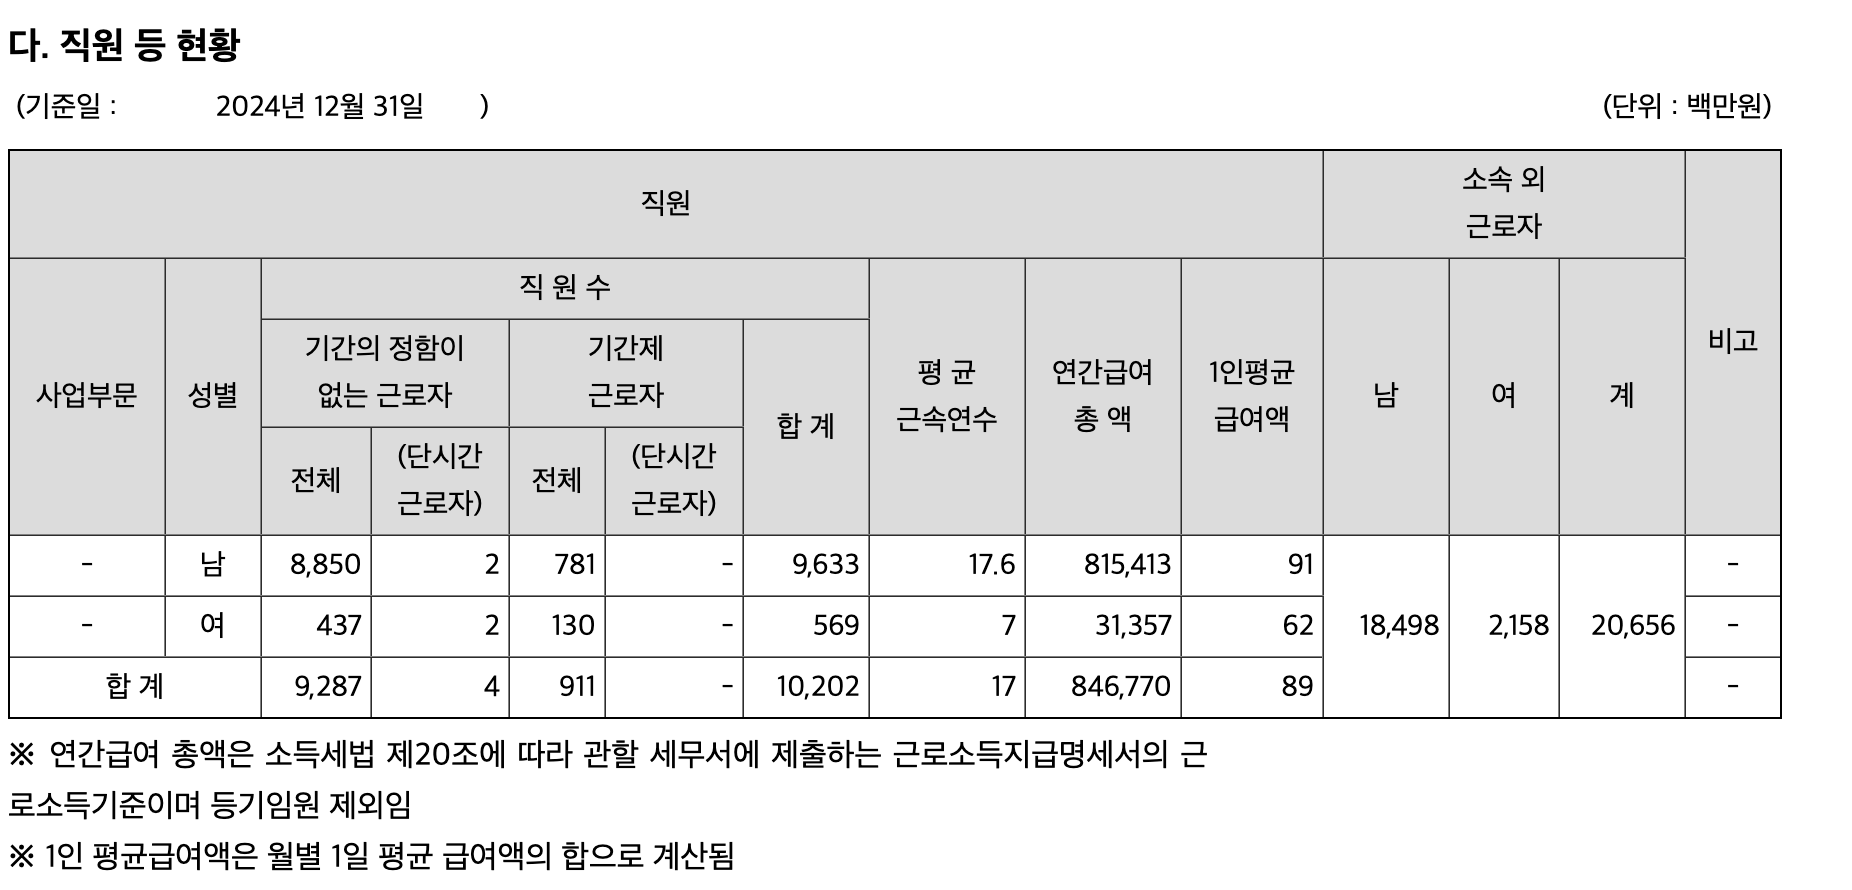 다. 직원 등 현황
(기준일 : 2024년 12월 31일 ) (단위 : 백만원)
직원 소속 외 근로자 비고
사업부문 성별 직 원 수 평 균 근속연수 연간급여 총 액 1인평균 급여액 남 여 계
기간의 정함이 없는 근로자 기간제 근로자 합 계
전체 (단시간 근로자) 전체 (단시간 근로자)
- 남 8,850 2 781 - 9,633 17.6 815,413 91 18,498 2,158 20,656 -
- 여 437 2 130 - 569 7 31,357 62 -
합 계 9,287 4 911 - 10,202 17 846,770 89 -
※ 연간급여 총액은 소득세법 제20조에 따라 관할 세무서에 제출하는 근로소득지급명세서의 근
로소득기준이며 등기임원 제외임
※ 1인 평균급여액은 월별 1일 평균 급여액의 합으로 계산됨